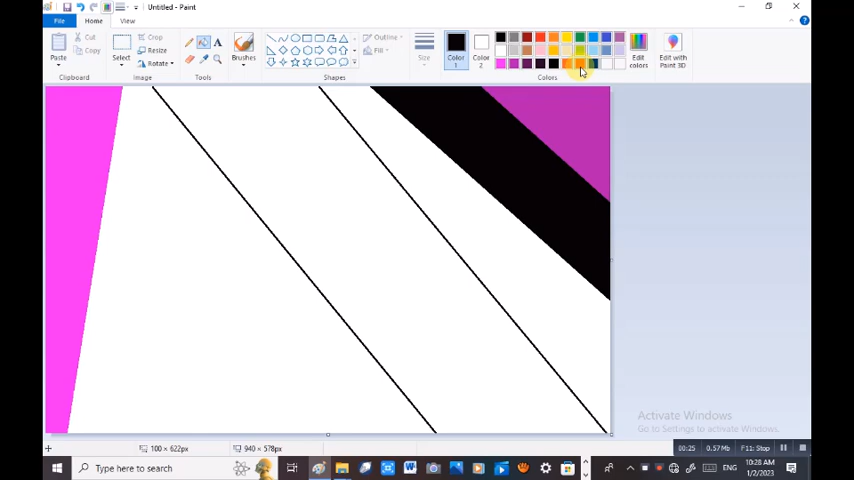 Untitled - Paint
File
Home
View
Paste
Cut
Copy
Clipboard
Select
Crop
Resize
Rotate
Image
A
Tools
Brushes
Outline
Fill
Shapes
Size
Color 1
Color 2
Edit colors
Colors
Edit with Paint 3D
Activate Windows
Go to Settings to activate Windows.
100 × 622px
940 × 578px
00:25
0.57 Mb
F11: Stop
Type here to search
ENG
10:28 AM
1/2/2023